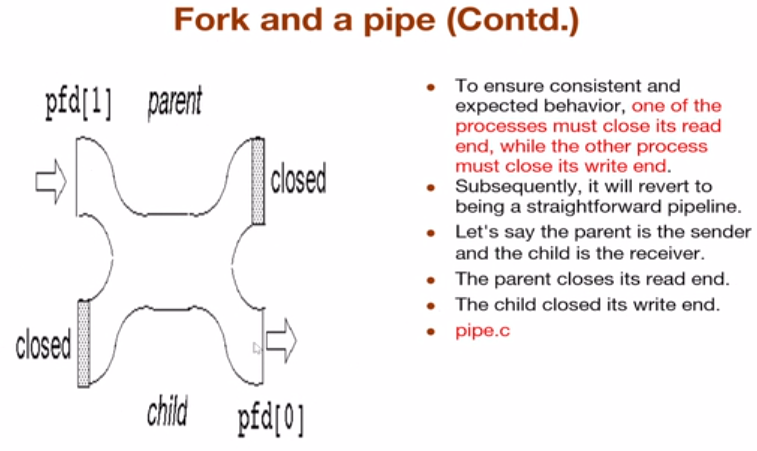 Fork and a pipe (Contd.)
pfd[1] parent
closed
closed
child pfd[0]
• To ensure consistent and
expected behavior, one of the
processes must close its read
end, while the other process
must close its write end.
• Subsequently, it will revert to
being a straightforward pipeline.
• Let's say the parent is the sender
and the child is the receiver.
• The parent closes its read end.
• The child closed its write end.
• pipe.c